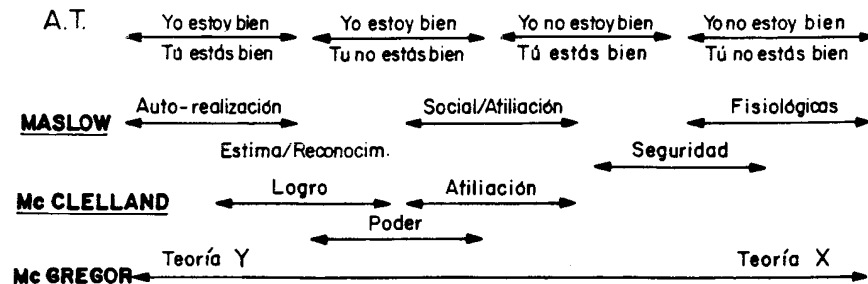 A.T. Yo estoy bien Yo estoy bien Yo no estoy bien Yo no estoy bien
Tú estás bien Tu no estás bien Tú estás bien Tú no estás bien
MASLOW Auto-realización Social/Afiliación Fisiológicas
Estima/Reconocim. Seguridad
Mc CLELLAND Logro Afiliación
Poder
Mc GREGOR Teoría Y Teoría X